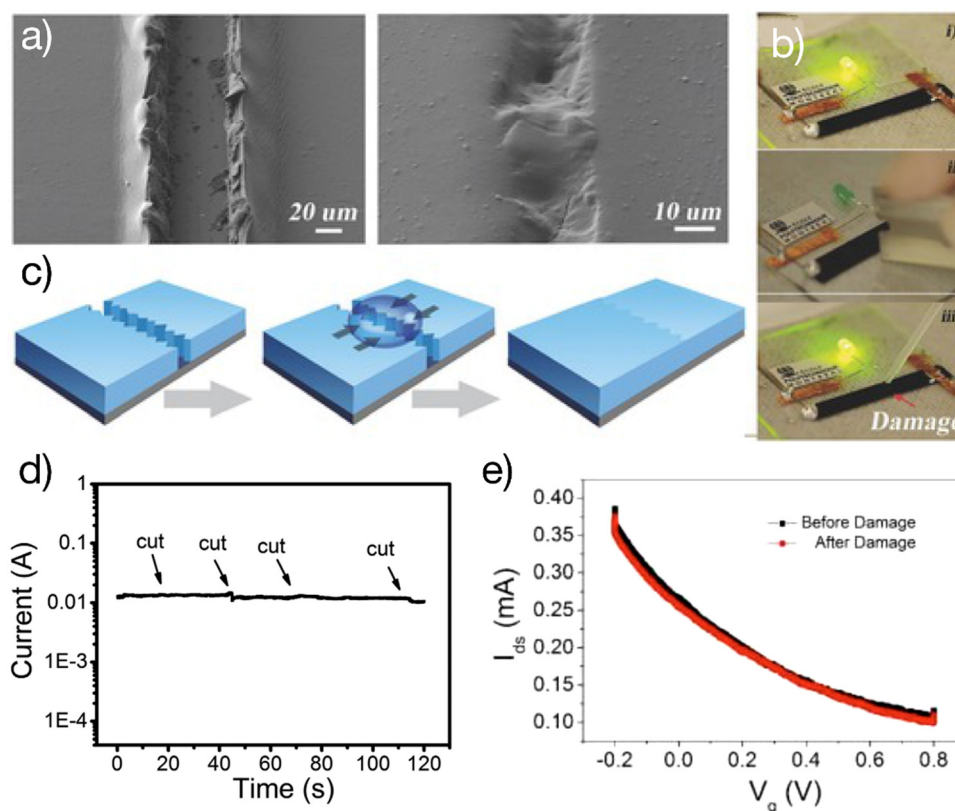 a)
20 um
10 um
b)
i)
ii
iii
Damage
c)
d)
Current (A)
1
0.1
0.01
1E-3
1E-4
cut
cut
cut
cut
0
20
40
60
80
100
120
Time (s)
e)
I_ds (mA)
0.40
0.35
0.30
0.25
0.20
0.15
0.10
Before Damage
After Damage
-0.2
0.0
0.2
0.4
0.6
0.8
V_g (V)